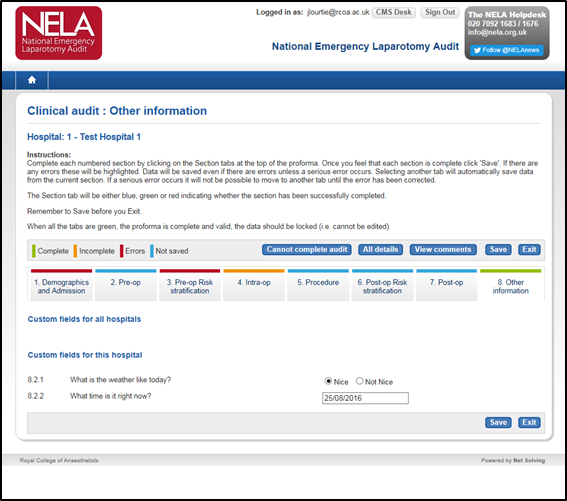 NELA
National Emergency
Laparotomy Audit
Logged in as: jlourtie@rcoa.ac.uk CMS Desk Sign Out
National Emergency Laparotomy Audit
The NELA Helpdesk
020 7092 1683 / 1676
info@nela.org.uk
Follow @NELAnews
Clinical audit : Other information
Hospital: 1 - Test Hospital 1
Instructions:
Complete each numbered section by clicking on the Section tabs at the top of the proforma. Once you feel that each section is complete click 'Save'. If there are
any errors these will be highlighted. Data will be saved even if there are errors unless a serious error occurs. Selecting another tab will automatically save data
from the current section. If a serious error occurs it will not be possible to move to another tab until the error has been corrected.
The Section tab will be either blue, green or red indicating whether the section has been successfully completed.
Remember to Save before you Exit.
When all the tabs are green, the proforma is complete and valid, the data should be locked (i.e. cannot be edited)
Complete Incomplete Errors Not saved Cannot complete audit All details View comments Save Exit
1. Demographics
and Admission
2. Pre-op
3. Pre-op Risk
stratification
4. Intra-op
5. Procedure
6. Post-op Risk
stratification
7. Post-op
8. Other
information
Custom fields for all hospitals
Custom fields for this hospital
8.2.1 What is the weather like today? Nice Not Nice
8.2.2 What time is it right now? 25/08/2016
Save Exit
Royal College of Anaesthetists Powered by Net Solving